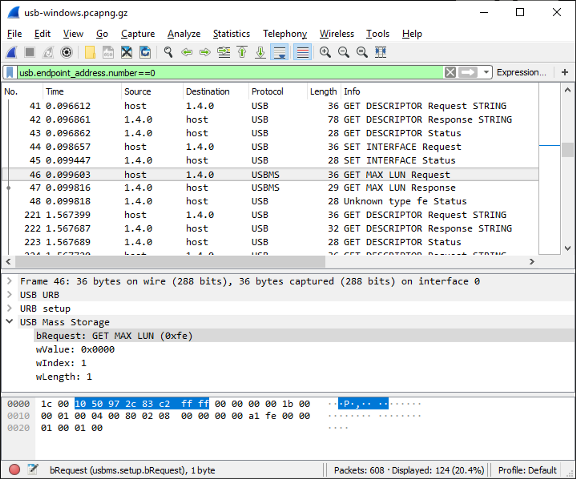 usb-windows.pcapng.gz
File Edit View Go Capture Analyze Statistics Telephony Wireless Tools Help
usb.endpoint_address.number==0 Expression... +
No. Time Source Destination Protocol Length Info
41 0.096612 host 1.4.0 USB 36 GET DESCRIPTOR Request STRING
42 0.096861 1.4.0 host USB 78 GET DESCRIPTOR Response STRING
43 0.096862 1.4.0 host USB 28 GET DESCRIPTOR Status
44 0.098657 host 1.4.0 USB 36 SET INTERFACE Request
45 0.099447 1.4.0 host USB 28 SET INTERFACE Status
46 0.099603 host 1.4.0 USBMS 36 GET MAX LUN Request
47 0.099816 1.4.0 host USBMS 29 GET MAX LUN Response
48 0.099818 1.4.0 host USB 28 Unknown type fe Status
221 1.567399 host 1.4.0 USB 36 GET DESCRIPTOR Request STRING
222 1.567687 1.4.0 host USB 32 GET DESCRIPTOR Response STRING
223 1.567689 1.4.0 host USB 28 GET DESCRIPTOR Status
host 1.4.0 USB 36 GET DESCRIPTOR Request STRING
Frame 46: 36 bytes on wire (288 bits), 36 bytes captured (288 bits) on interface 0
USB URB
URB setup
USB Mass Storage
bRequest: GET MAX LUN (0xfe)
wValue: 0x0000
wIndex: 1
wLength: 1
0000 1c 00 10 50 97 2c 83 c2 ff ff 00 00 00 00 1b 00 ···P·,·· ········
0010 00 01 00 04 00 80 02 08 00 00 00 00 a1 fe 00 00 ········ ········
0020 01 00 01 00 ····
bRequest (usbms.setup.bRequest), 1 byte Packets: 608 · Displayed: 124 (20.4%) Profile: Default